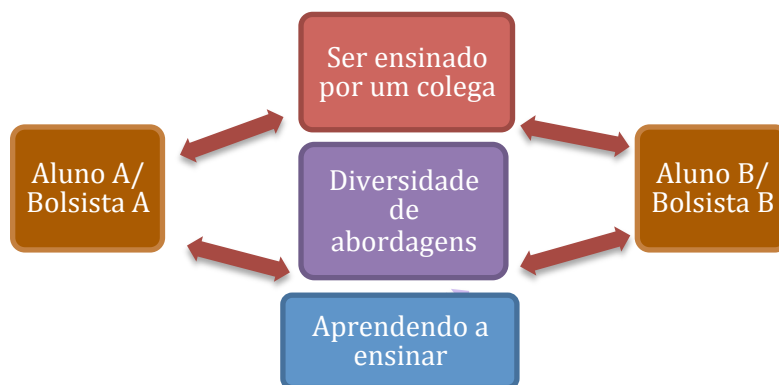 Ser ensinado
por um colega
Aluno A/
Bolsista A
Diversidade
de
abordagens
Aluno B/
Bolsista B
Aprendendo a
ensinar